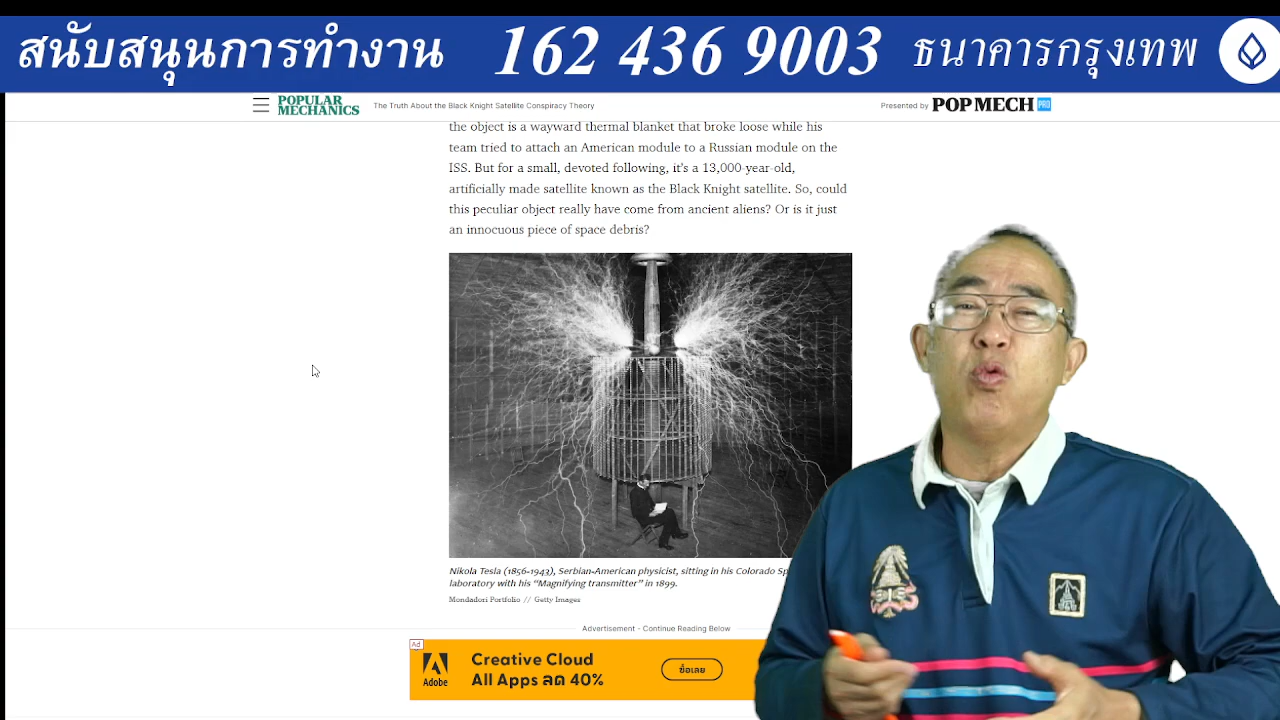 สนับสนุนการทำงาน 162 436 9003 ธนาคารกรุงเทพ
POPULAR
MECHANICS
The Truth About the Black Knight Satellite Conspiracy Theory
Presented by POP MECH PRO
the object is a wayward thermal blanket that broke loose while his
team tried to attach an American module to a Russian module on the
ISS. But for a small, devoted following, it's a 13,000-year-old,
artificially made satellite known as the Black Knight satellite. So, could
this peculiar object really have come from ancient aliens? Or is it just
an innocuous piece of space debris?
Nikola Tesla (1856-1943), Serbian-American physicist, sitting in his Colorado
laboratory with his “Magnifying transmitter” in 1899.
Mondadori Portfolio // Getty Images
Advertisement - Continue Reading Below
Ad
Adobe
Creative Cloud
All Apps ลด 40%
ซื้อเลย